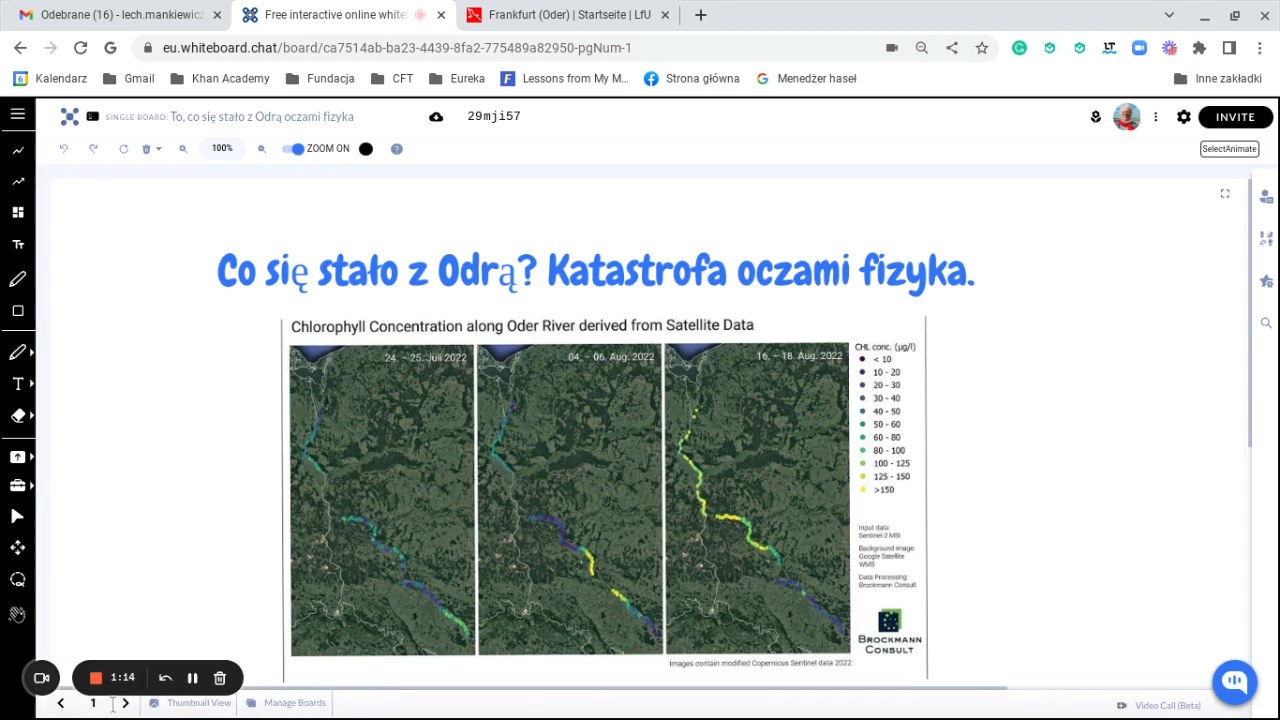 Odebrane (16) - lech.mankiewicz
Free interactive online white
Frankfurt (Oder) | Startseite | LfU
eu.whiteboard.chat/board/ca7514ab-ba23-4439-8fa2-775489a82950-pgNum-1
Kalendarz
Gmail
Khan Academy
Fundacja
CFT
Eureka
Lessons from My M...
Strona główna
Menedżer haseł
Inne zakładki
SINGLE BOARD: To, co się stało z Odrą oczami fizyka
29mji57
INVITE
100%
ZOOM ON
SelectAnimate
Co się stało z Odrą? Katastrofa oczami fizyka.
Chlorophyll Concentration along Oder River derived from Satellite Data
24. – 25. Juli 2022
04. – 06. Aug. 2022
16. – 18. Aug. 2022
CHL conc. (µg/l)
< 10
10 - 20
20 - 30
30 - 40
40 - 50
50 - 60
60 - 80
80 - 100
100 - 125
125 - 150
>150
Input data:
Sentinel-2 MSI
Background image:
Google Satellite
WMS
Data Processing:
Brockmann Consult
BROCKMANN
CONSULT
Images contain modified Copernicus Sentinel data 2022.
1
Thumbnail View
Manage Boards
Video Call (Beta)